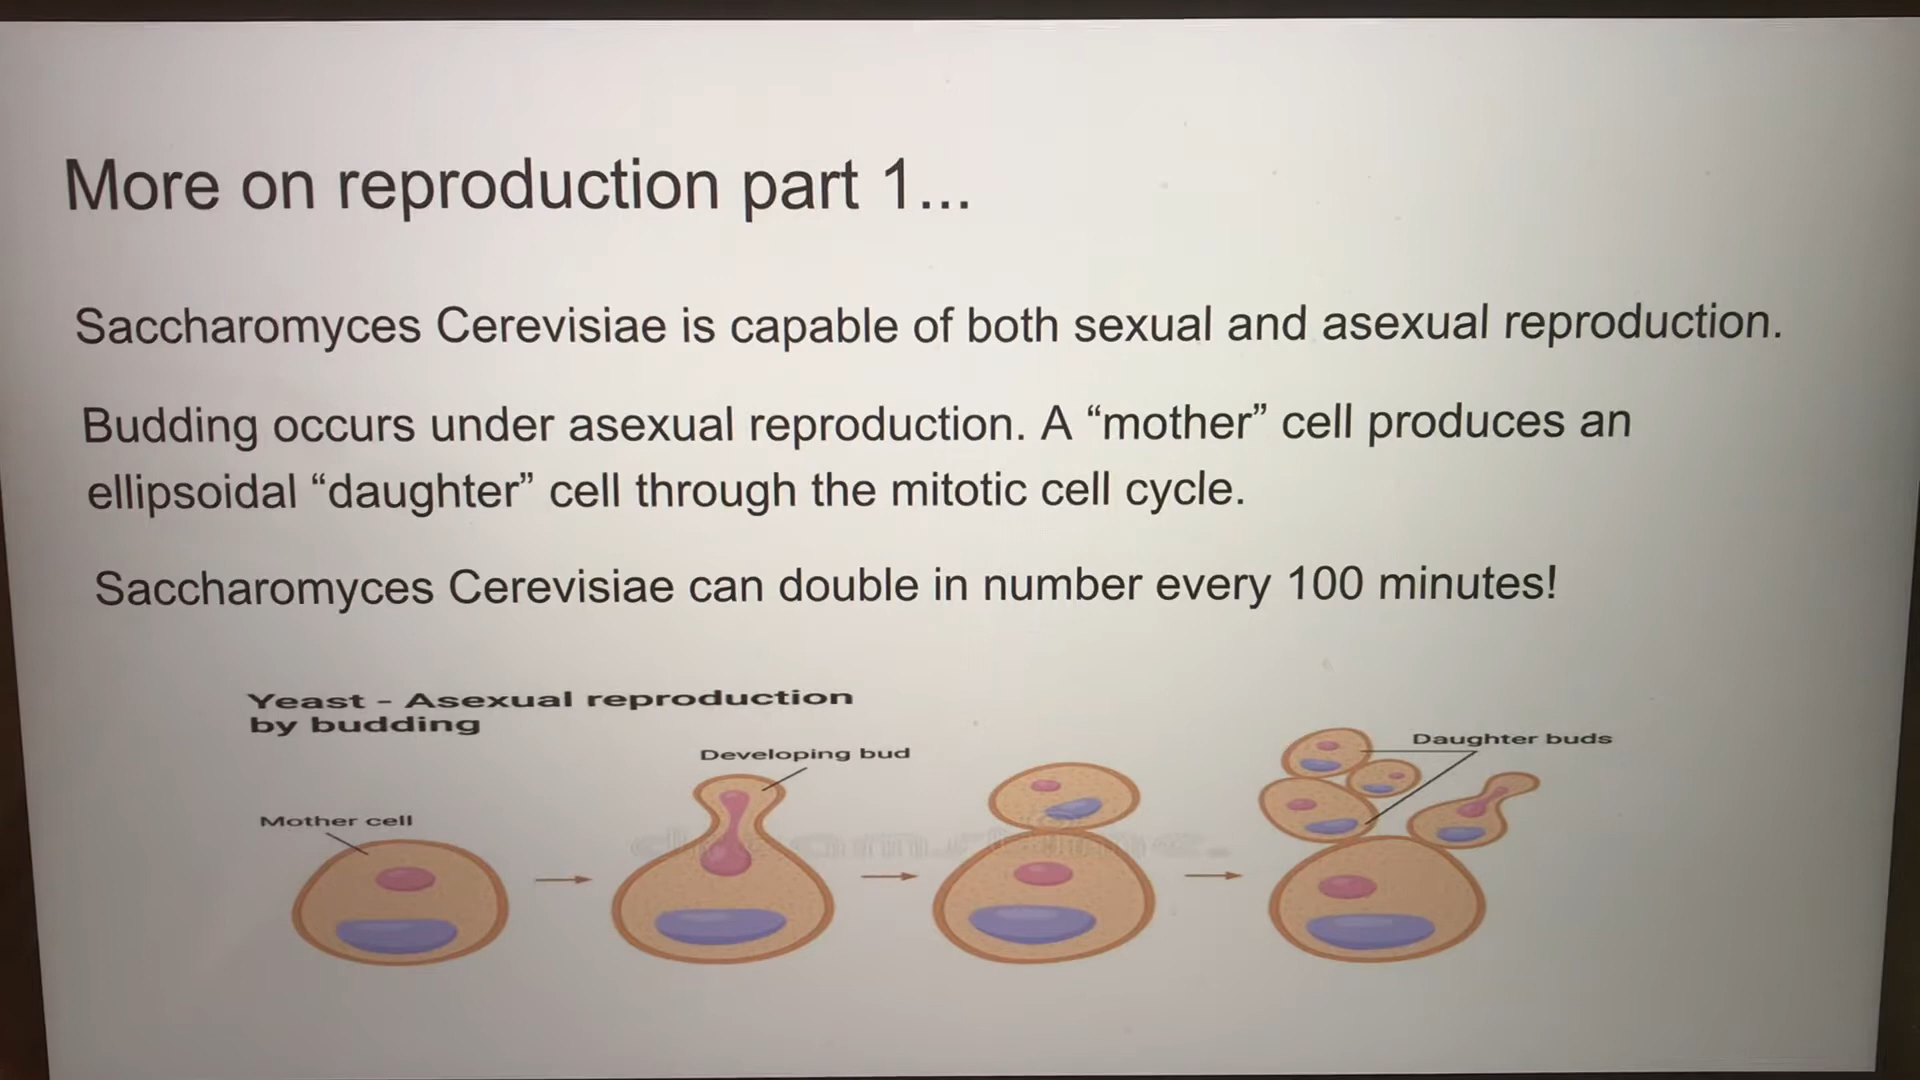 More on reproduction part 1...
Saccharomyces Cerevisiae is capable of both sexual and asexual reproduction.
Budding occurs under asexual reproduction. A “mother” cell produces an
ellipsoidal “daughter” cell through the mitotic cell cycle.
Saccharomyces Cerevisiae can double in number every 100 minutes!
Yeast - Asexual reproduction
by budding
Mother cell
Developing bud
Daughter buds